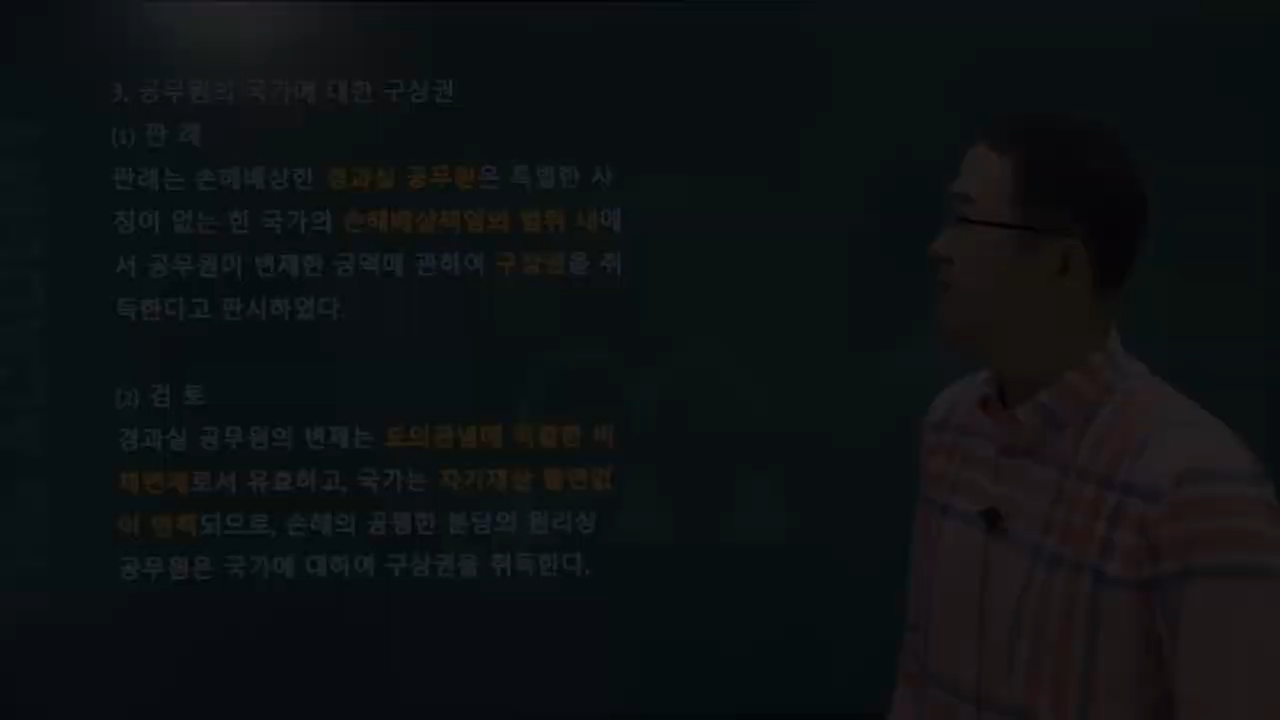 3. 공무원의 국가에 대한 구상권
(1) 판 례
판례는 손해배상한 경과실 공무원은 특별한 사
정이 없는 한 국가의 손해배상책임의 범위 내에
서 공무원이 변제한 금액에 관하여 구상권을 취
득한다고 판시하였다.
(2) 검 토
경과실 공무원의 변제는 도의관념에 적합한 비
채변제로서 유효하고, 국가는 자기재산 출연없
이 면책되므로, 손해의 공평한 분담의 원리상
공무원은 국가에 대하여 구상권을 취득한다.